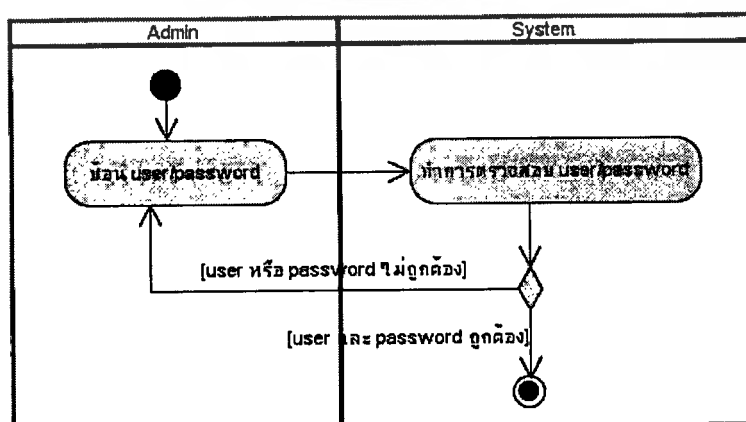 Admin
System
ป้อน user/password
ทำการตรวจสอบ user/password
[user หรือ password ไม่ถูกต้อง]
[user และ password ถูกต้อง]